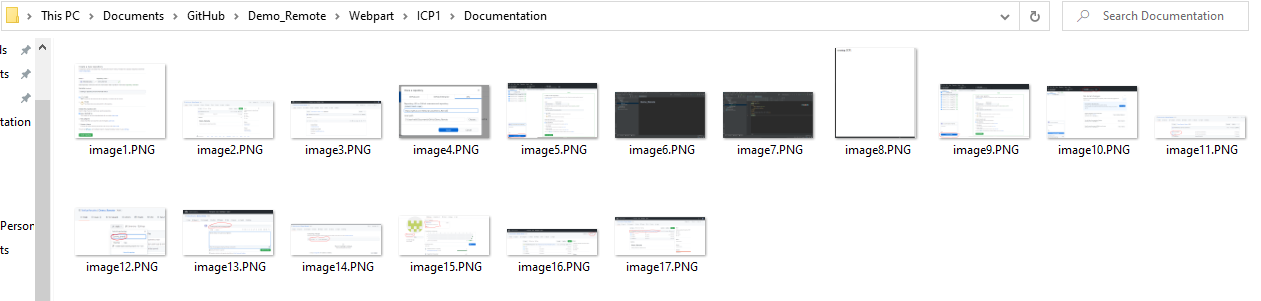 This PC > Documents > GitHub > Demo_Remote > Webpart > ICP1 > Documentation
Search Documentation
ls
ts
tation
Person
ts
image1.PNG image2.PNG image3.PNG image4.PNG image5.PNG image6.PNG image7.PNG image8.PNG image9.PNG image10.PNG image11.PNG
image12.PNG image13.PNG image14.PNG image15.PNG image16.PNG image17.PNG